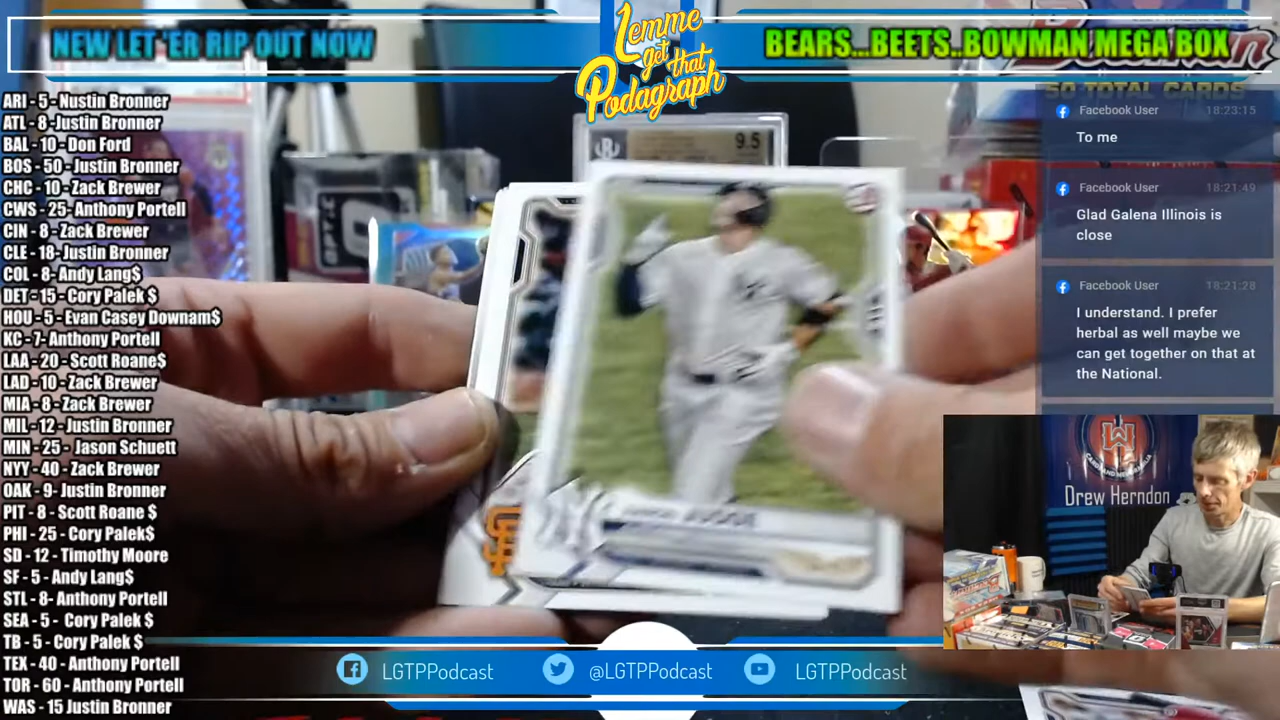 NEW LET 'ER RIP OUT NOW
Lemme
get
that
Podagraph
BEARS...BEETS..BOWMAN MEGA BOX
50 TOTAL CARDS
ARI - 5 - Nustin Bronner
ATL - 8 -Justin Bronner
BAL - 10 - Don Ford
BOS - 50 - Justin Bronner
CHC - 10 - Zack Brewer
CWS - 25- Anthony Portell
CIN - 8 - Zack Brewer
CLE - 18- Justin Bronner
COL - 8- Andy Lang$
DET - 15 - Cory Palek $
HOU - 5 - Evan Casey Downam$
KC - 7- Anthony Portell
LAA - 20 - Scott Roane$
LAD - 10 - Zack Brewer
MIA - 8 - Zack Brewer
MIL - 12 - Justin Bronner
MIN - 25 - Jason Schuett
NYY - 40 - Zack Brewer
OAK - 9- Justin Bronner
PIT - 8 - Scott Roane $
PHI - 25 - Cory Palek$
SD - 12 - Timothy Moore
SF - 5 - Andy Lang$
STL - 8- Anthony Portell
SEA - 5 - Cory Palek $
TB - 5 - Cory Palek $
TEX - 40 - Anthony Portell
TOR - 60 - Anthony Portell
WAS - 15 Justin Bronner
9.5
OPTIC
SF
Facebook User 18:23:15
To me
Facebook User 18:21:49
Glad Galena Illinois is
close
Facebook User 18:21:28
I understand. I prefer
herbal as well maybe we
can get together on that at
the National.
Drew Herndon
LGTPPodcast
@LGTPPodcast
LGTPPodcast